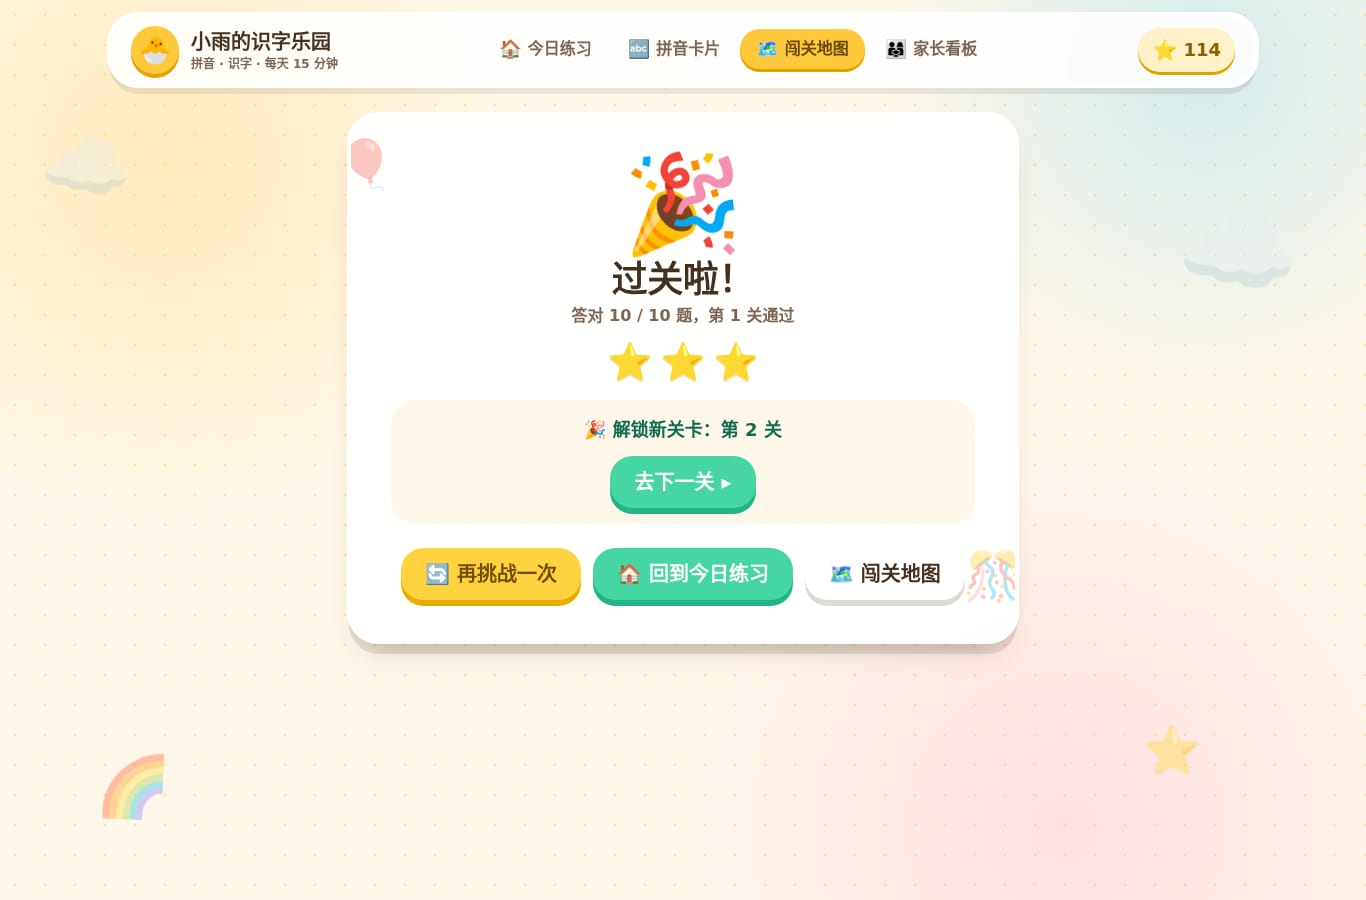 小雨的识字乐园
拼音 · 识字 · 每天 15 分钟
今日练习
拼音卡片
闯关地图
家长看板
114
过关啦！
答对 10 / 10 题，第 1 关通过
解锁新关卡：第 2 关
去下一关 ▸
再挑战一次
回到今日练习
闯关地图